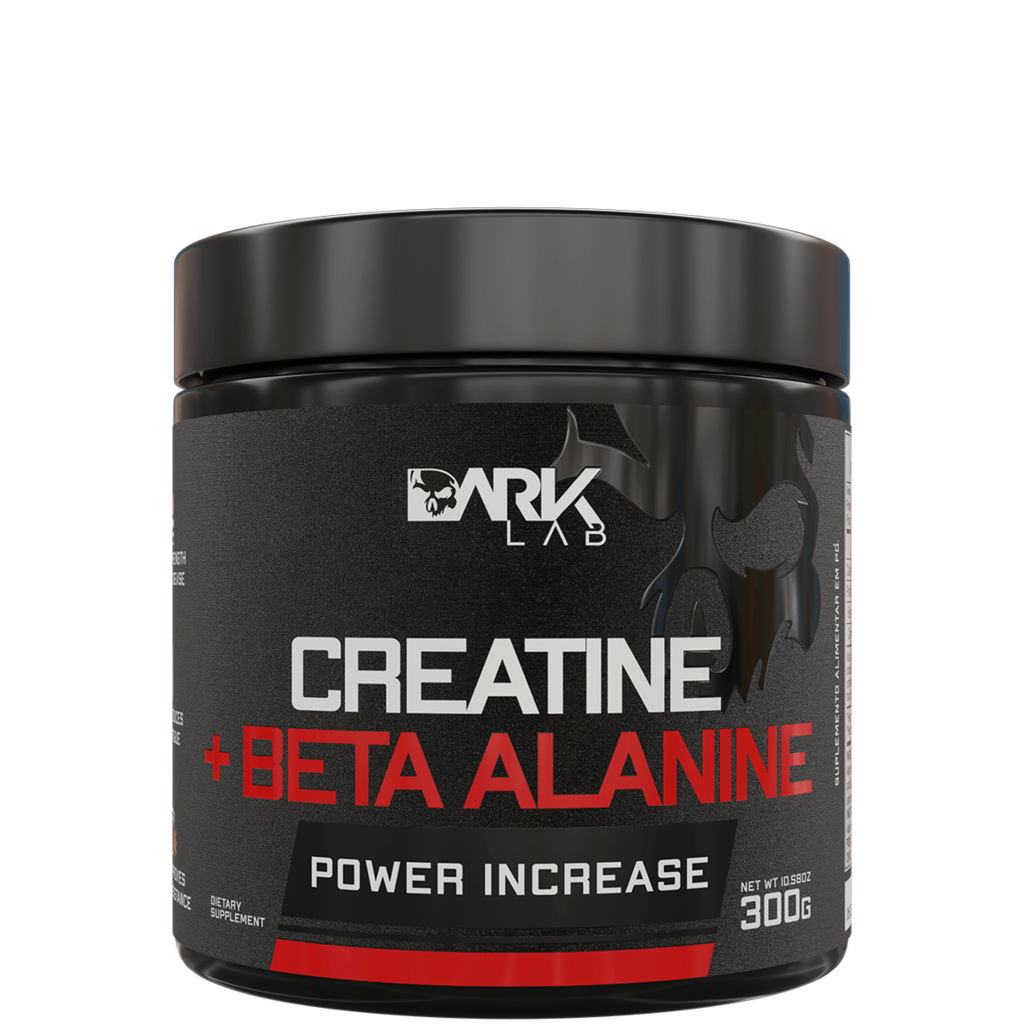 DARK
LAB
CREATINE
+ BETA ALANINE
POWER INCREASE
DIETARY
SUPPLEMENT
NET WT 10.58OZ
300G
SUPLEMENTO ALIMENTAR EM PÓ.